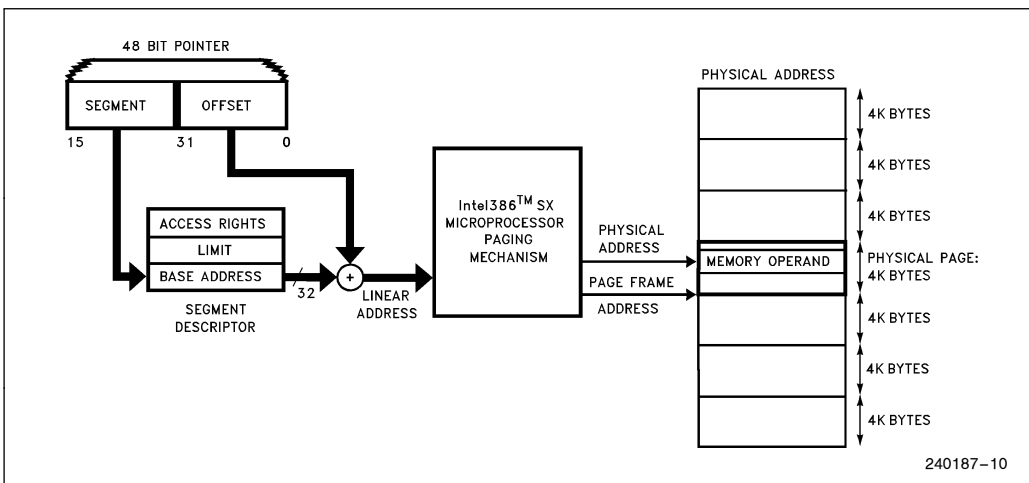 48 BIT POINTER
SEGMENT
OFFSET
15
31
0
ACCESS RIGHTS
LIMIT
BASE ADDRESS
SEGMENT
DESCRIPTOR
32
+
LINEAR
ADDRESS
Intel386™ SX
MICROPROCESSOR
PAGING
MECHANISM
PHYSICAL
ADDRESS
PAGE FRAME
ADDRESS
PHYSICAL ADDRESS
4K BYTES
4K BYTES
4K BYTES
MEMORY OPERAND
PHYSICAL PAGE:
4K BYTES
4K BYTES
4K BYTES
4K BYTES
240187–10